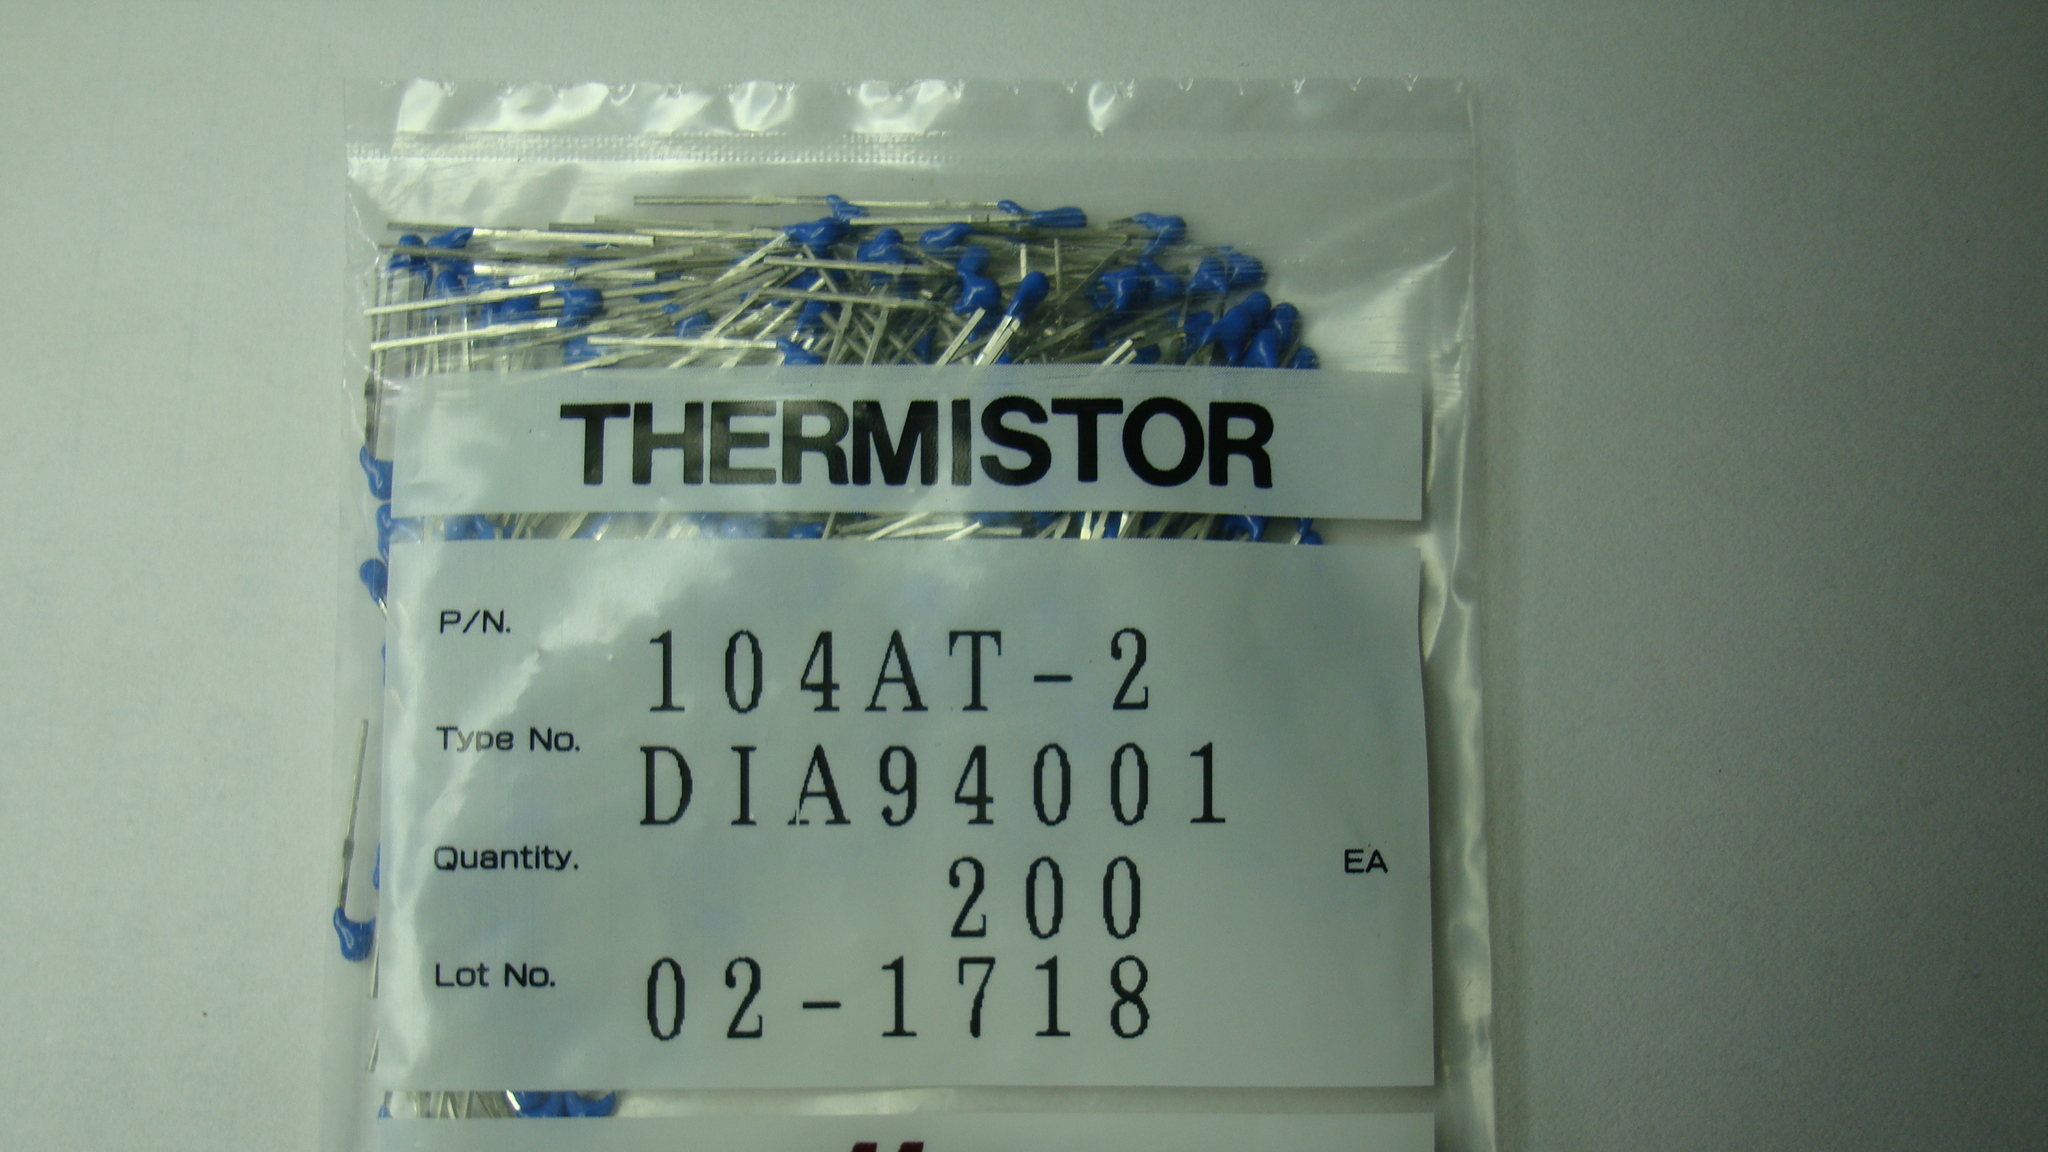 THERMISTOR
P/N. 104AT-2
Type No. DIA94001
Quantity. 200 EA
Lot No. 02-1718